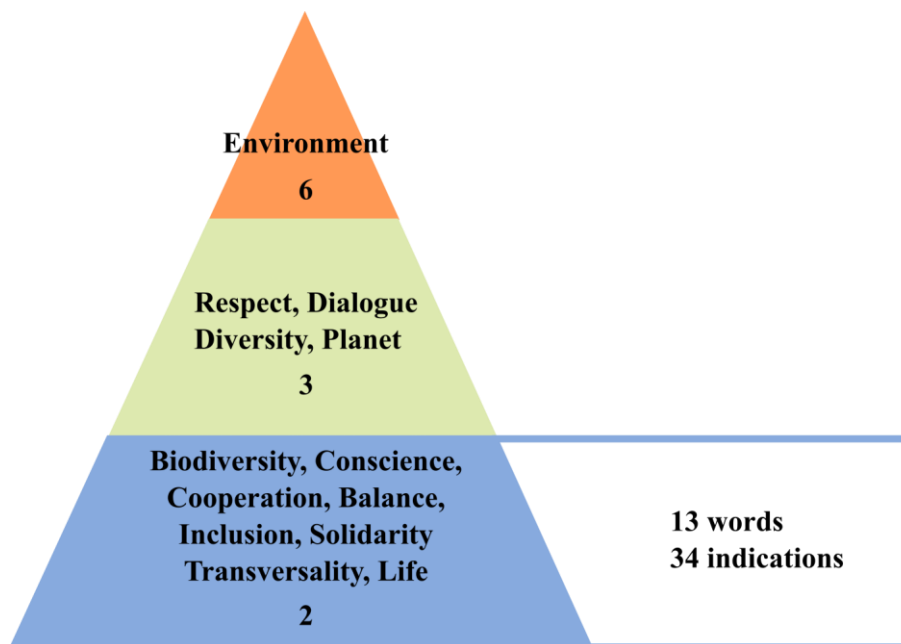 Environment
6
Respect, Dialogue
Diversity, Planet
3
Biodiversity, Conscience,
Cooperation, Balance,
Inclusion, Solidarity
Transversality, Life
2
13 words
34 indications